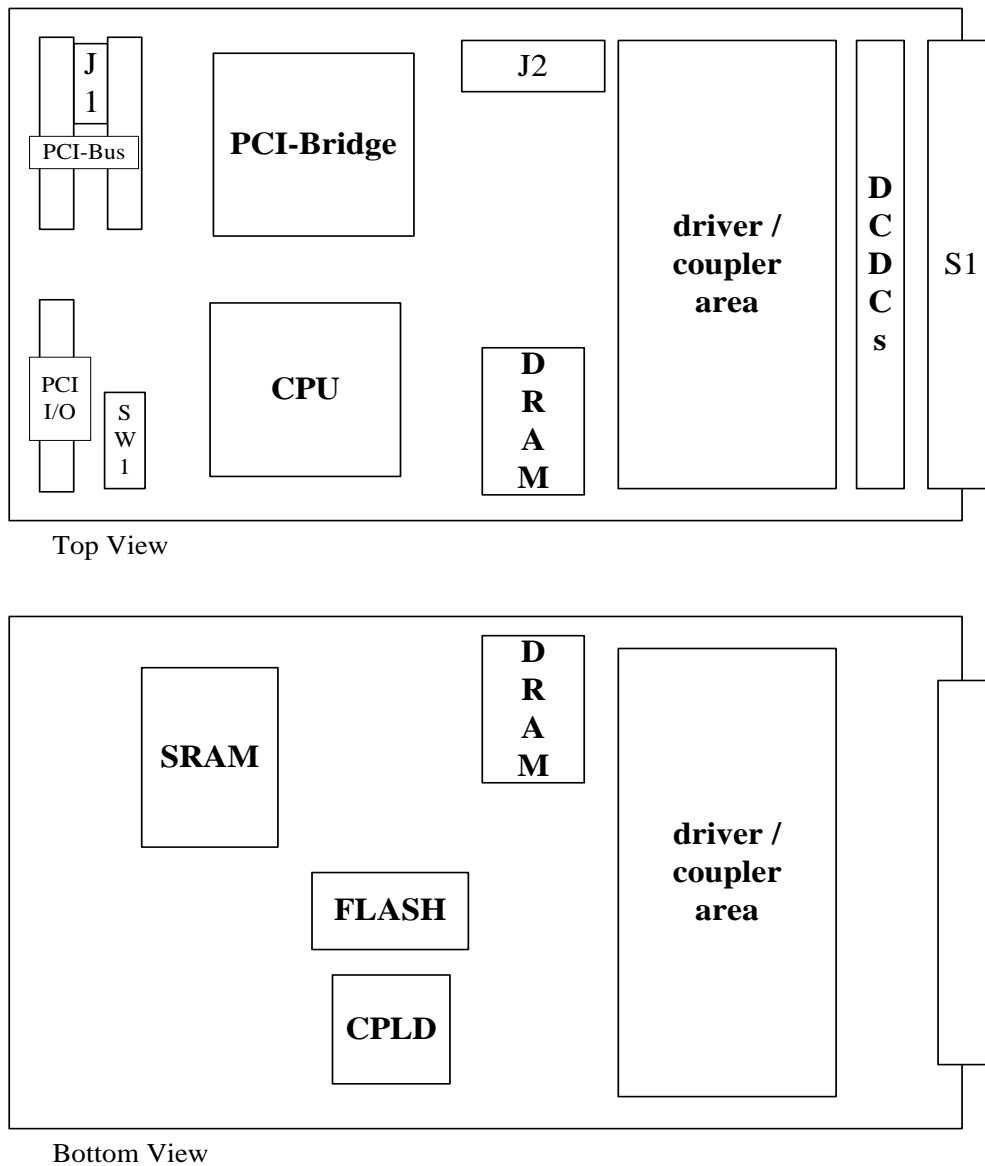 J
1
PCI-Bus
PCI-Bridge
J2
driver /
coupler
area
D
C
D
C
s
S1
PCI
I/O
S
W
1
CPU
D
R
A
M
Top View
SRAM
D
R
A
M
driver /
coupler
area
FLASH
CPLD
Bottom View